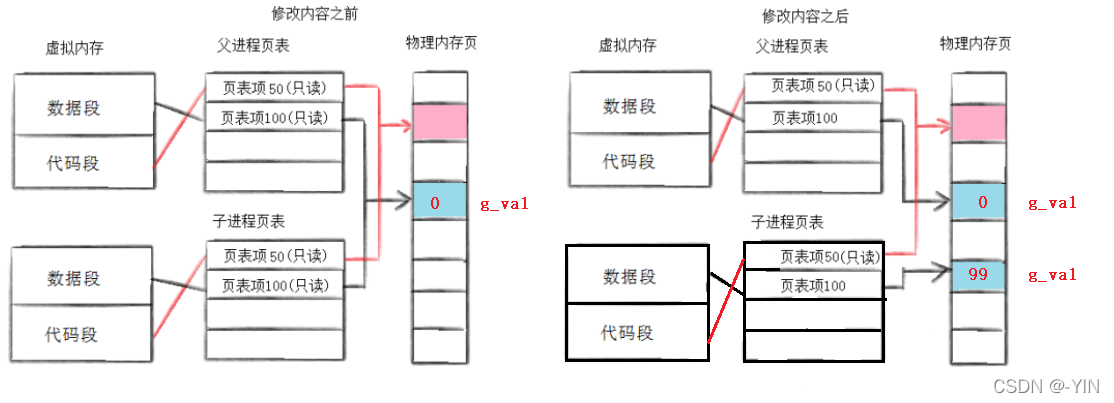 修改内容之前
虚拟内存
父进程页表
物理内存页
数据段
代码段
页表项50(只读)
页表项100(只读)
0
g_val
子进程页表
数据段
代码段
页表项50(只读)
页表项100(只读)
修改内容之后
虚拟内存
父进程页表
物理内存页
数据段
代码段
页表项50(只读)
页表项100
0
g_val
子进程页表
数据段
代码段
页表项50(只读)
页表项100
99
g_val
CSDN @-YIN